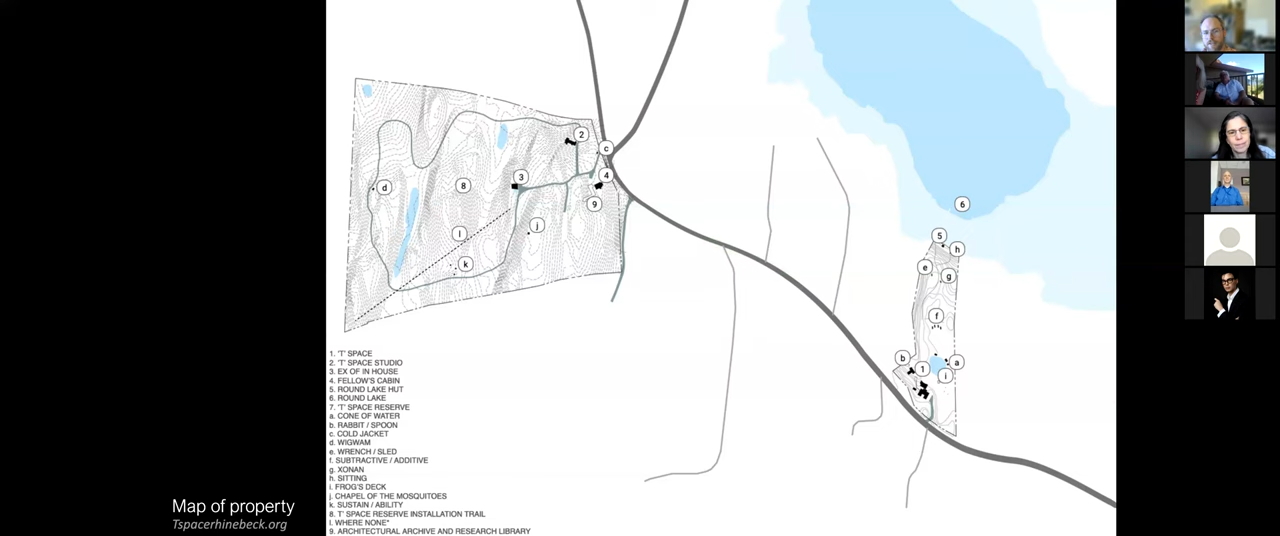 2
c
3
4
d
8
9
6
j
5
h
l
e
g
k
f
b
a
1
i
1. 'T' SPACE
2. 'T' SPACE STUDIO
3. EX OF IN HOUSE
4. FELLOW'S CABIN
5. ROUND LAKE HUT
6. ROUND LAKE
7. 'T' SPACE RESERVE
a. CONE OF WATER
b. RABBIT / SPOON
c. COLD JACKET
d. WIGWAM
e. WRENCH / SLED
f. SUBTRACTIVE / ADDITIVE
g. XONAN
h. SITTING
i. FROG'S DECK
j. CHAPEL OF THE MOSQUITOES
k. SUSTAIN / ABILITY
8. T' SPACE RESERVE INSTALLATION TRAIL
l. WHERE NONE"
9. ARCHITECTURAL ARCHIVE AND RESEARCH LIBRARY
Map of property
Tspacerhinebeck.org